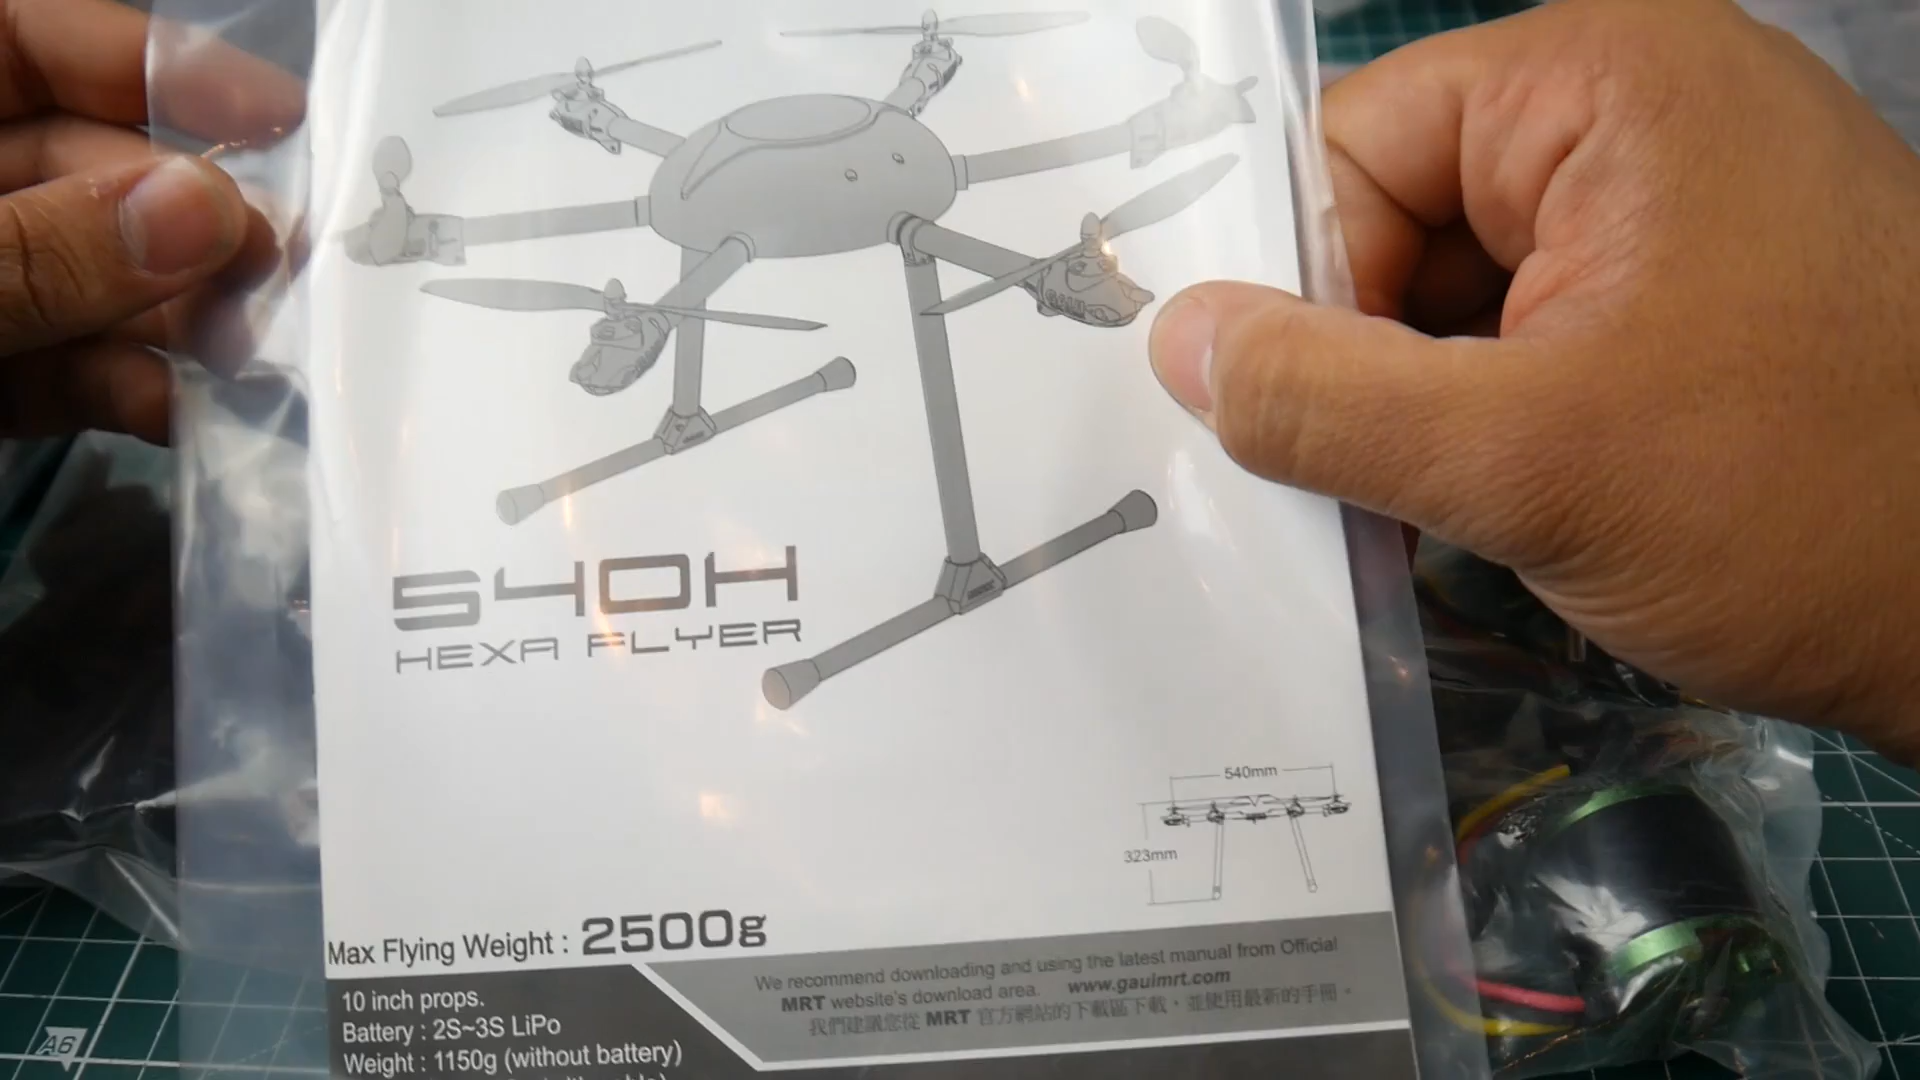 GAUI
540H
HEXA FLYER
540mm
323mm
Max Flying Weight : 2500g
10 inch props.
Battery : 2S~3S LiPo
Weight : 1150g (without battery)
We recommend downloading and using the latest manual from Official
MRT website's download area. www.gauimrt.com
我們建議您從 MRT 官方網站的下載區下載，並使用最新的手冊。
A6